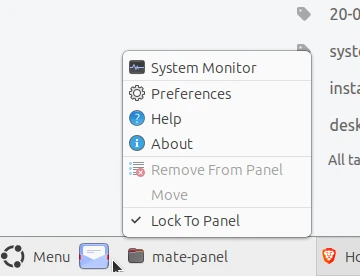 20-0
syst
System Monitor
Preferences
insta
Help
desk
About
All ta
Remove From Panel
Move
Lock To Panel
Menu
mate-panel
Ho